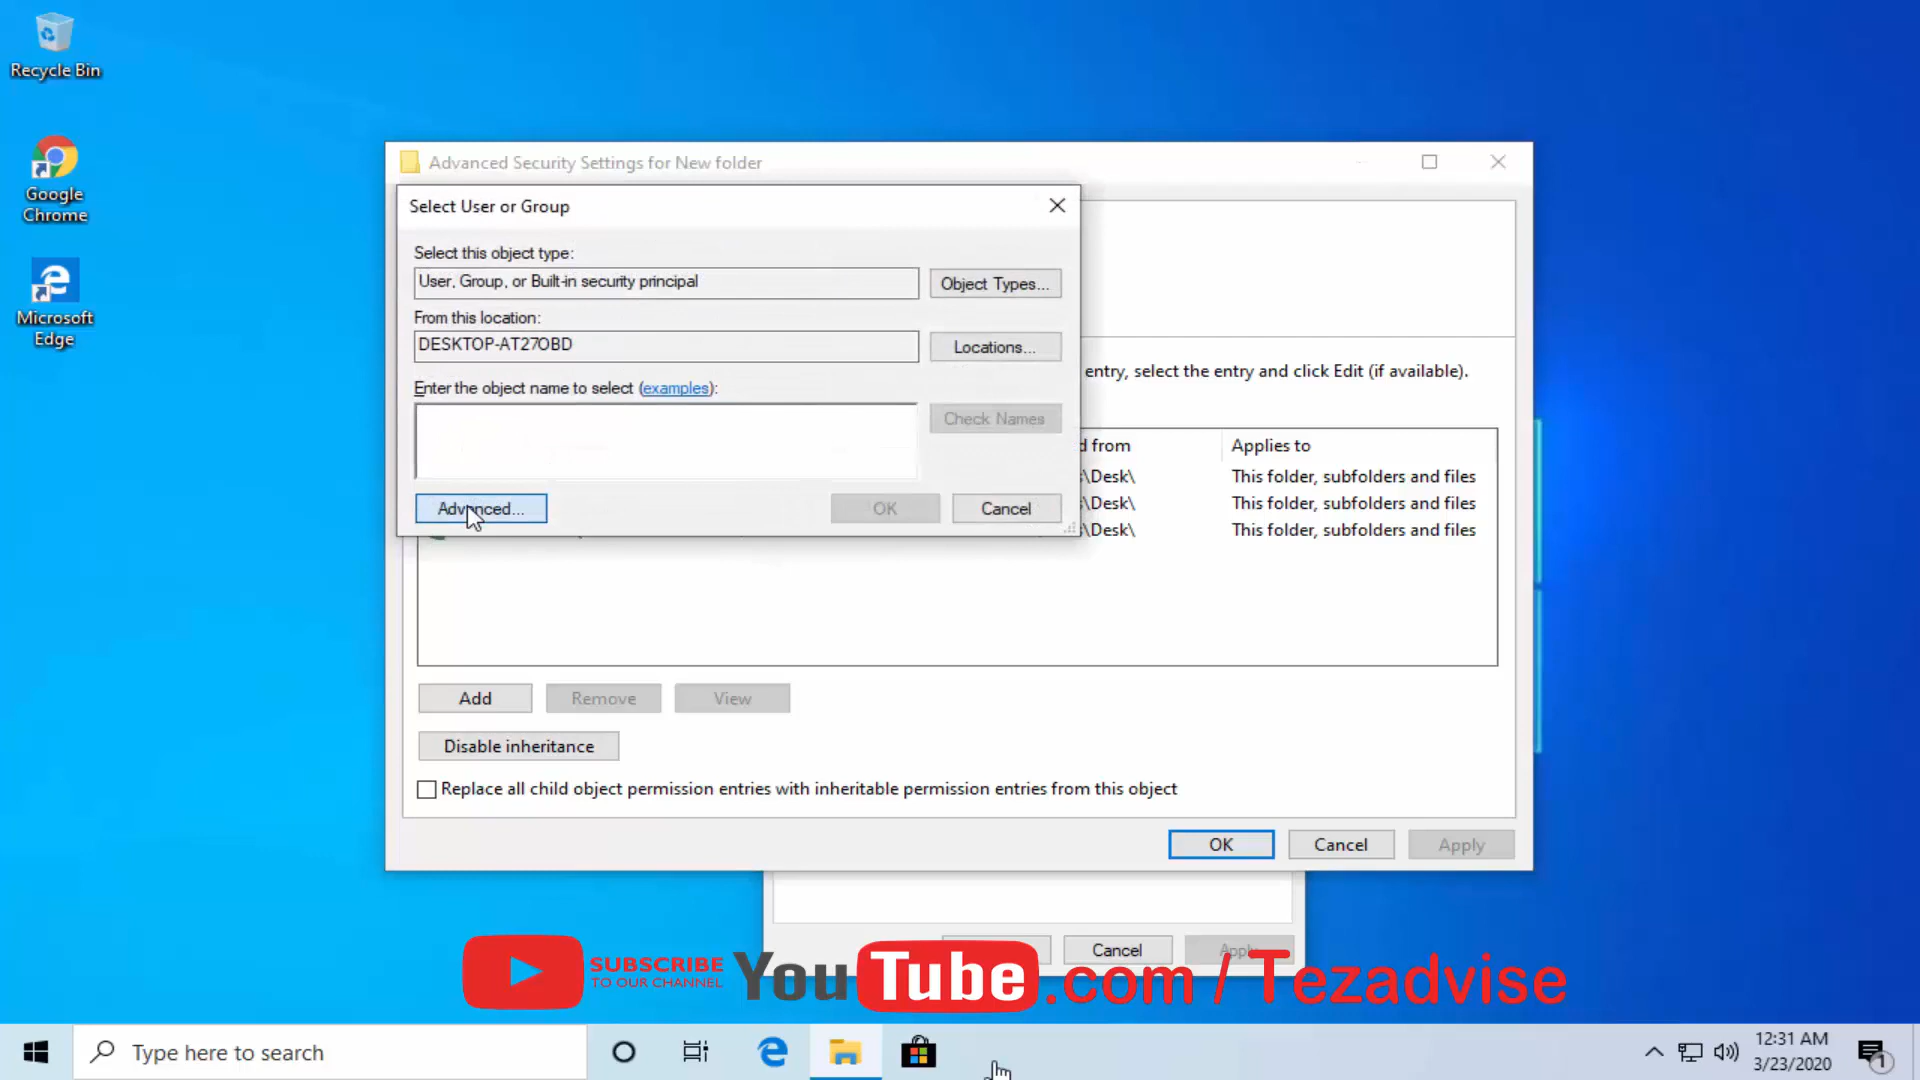 Recycle Bin
Google
Chrome
Microsoft
Edge
Advanced Security Settings for New folder
Select User or Group
Select this object type:
User, Group, or Built-in security principal
Object Types...
From this location:
DESKTOP-AT27OBD
Locations...
Enter the object name to select (examples):
Check Names
Advanced...
OK
Cancel
entry, select the entry and click Edit (if available).
d from
Applies to
\Desk\
This folder, subfolders and files
\Desk\
This folder, subfolders and files
\Desk\
This folder, subfolders and files
Add
Remove
View
Disable inheritance
Replace all child object permission entries with inheritable permission entries from this object
OK
Cancel
Apply
Cancel
Apply
SUBSCRIBE
TO OUR CHANNEL
YouTube.com/Tezadvise
Type here to search
12:31 AM
3/23/2020
1